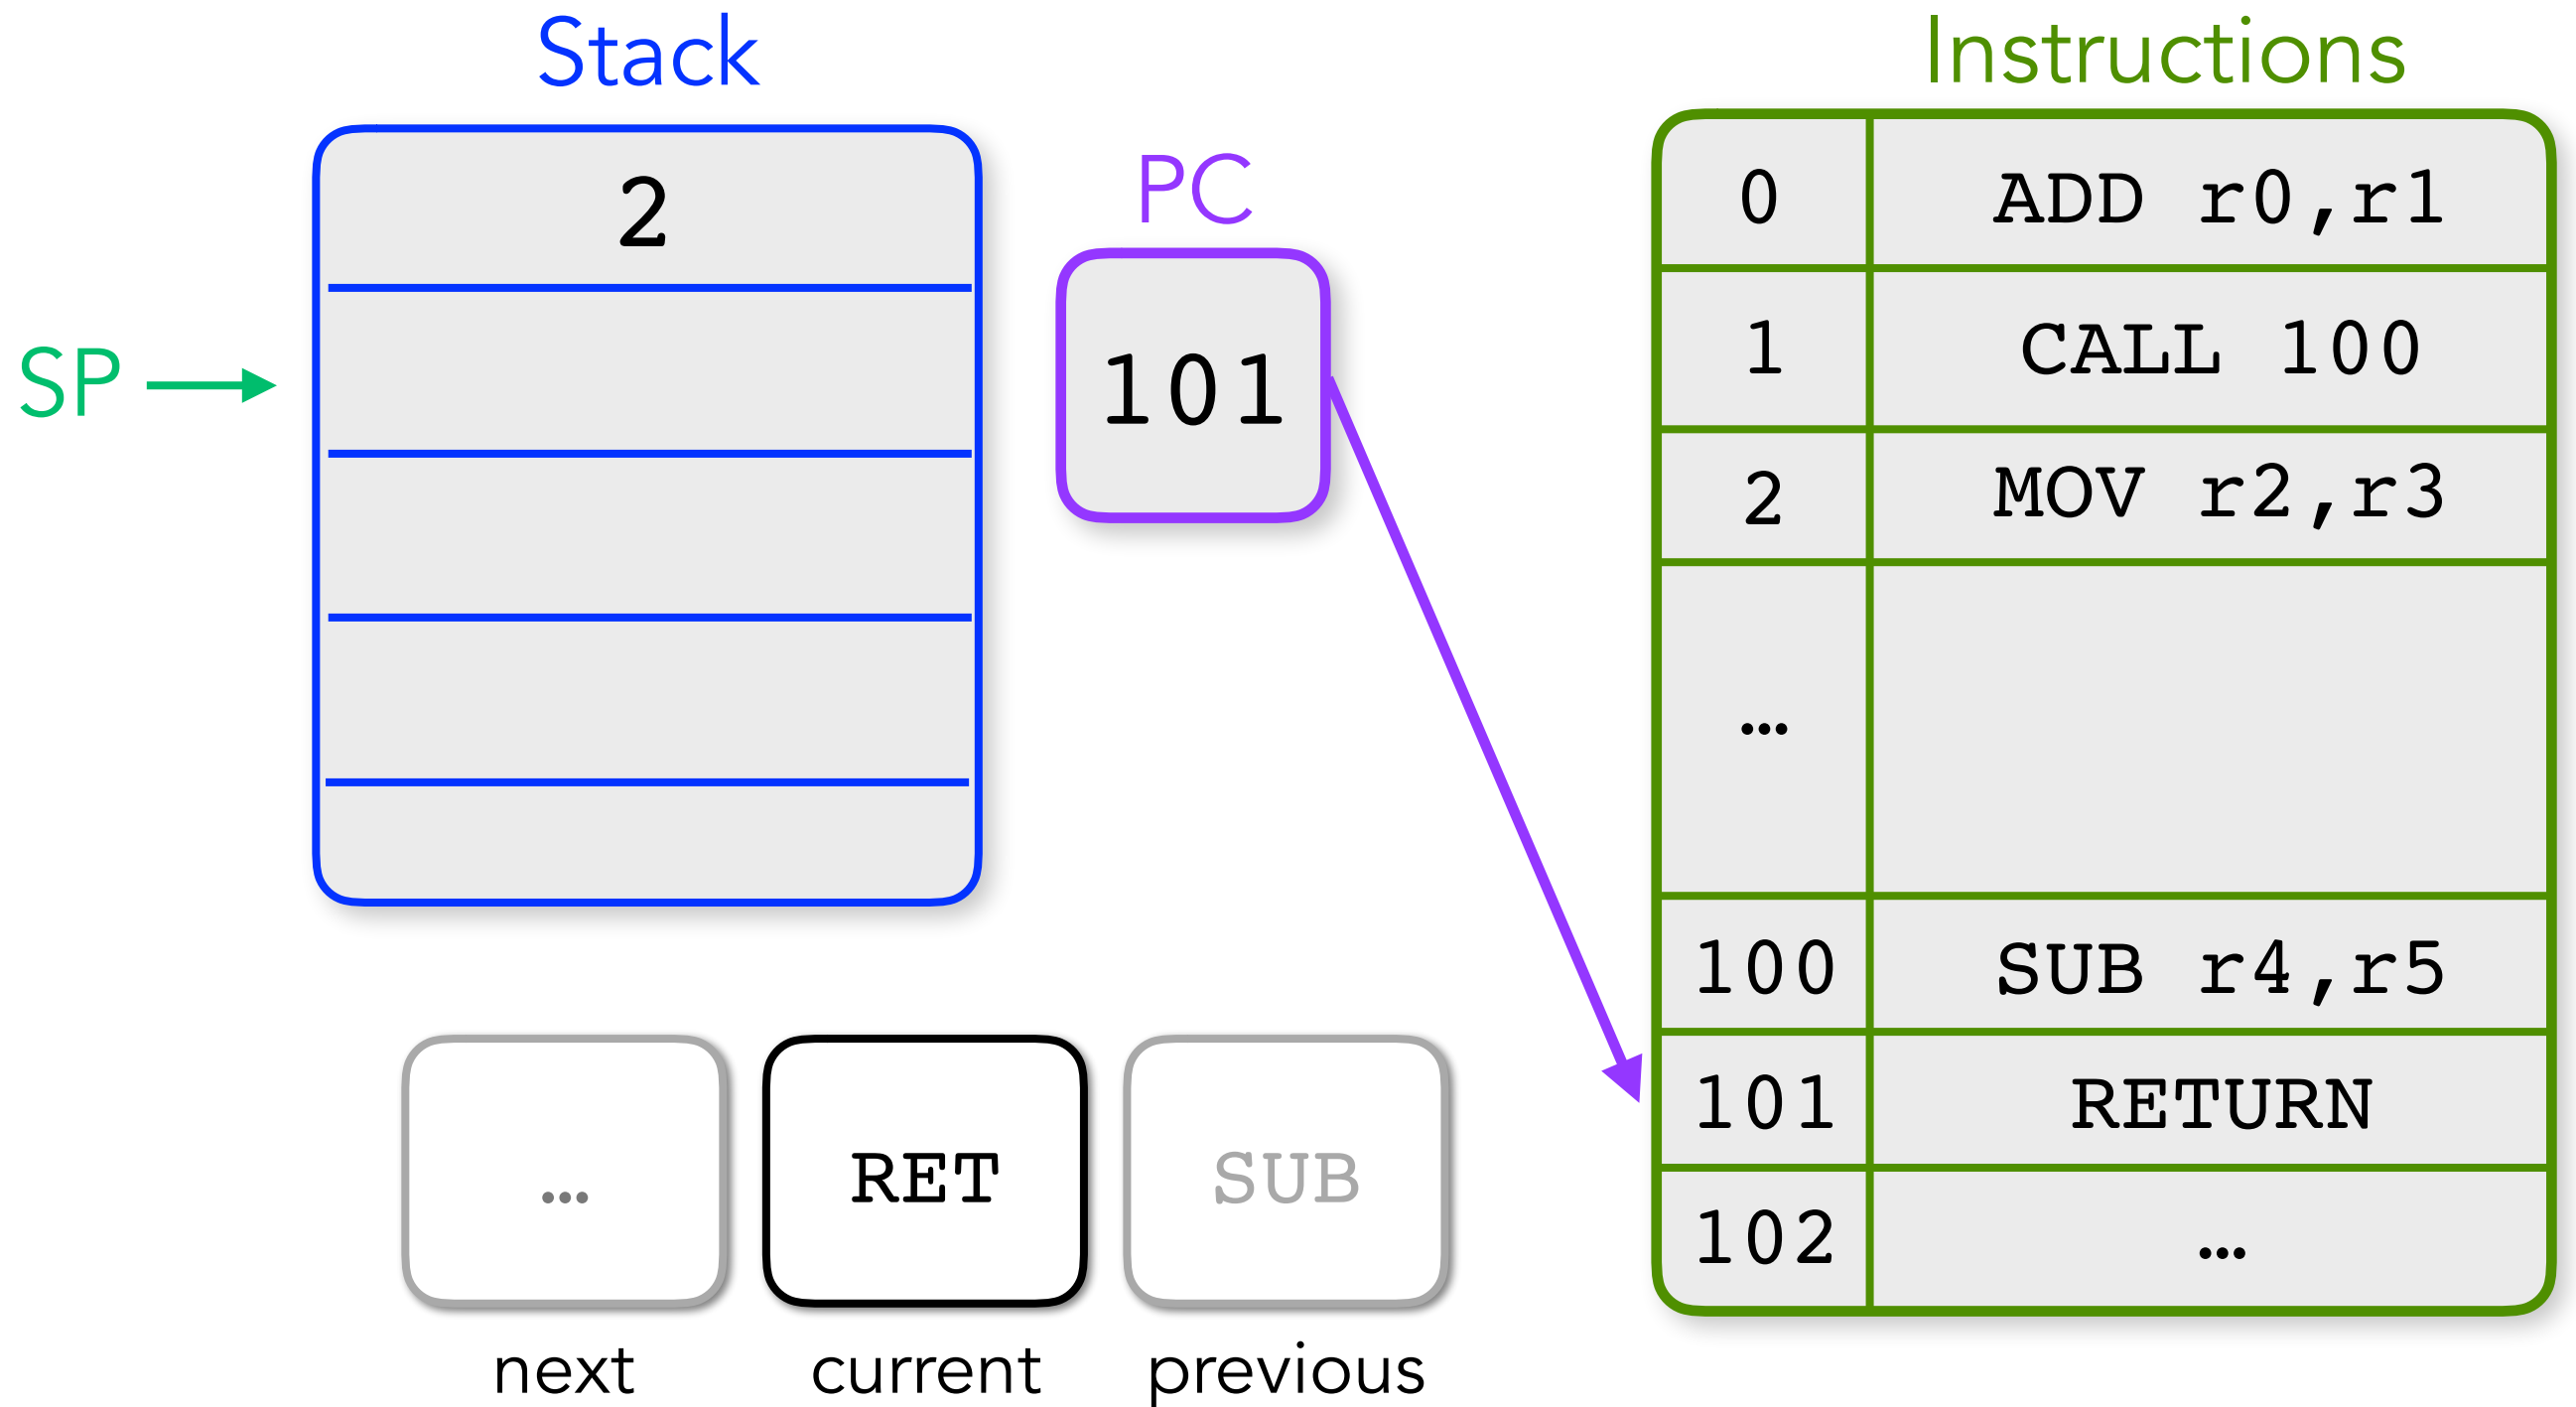 Stack
2
SP
PC
101
Instructions
0 ADD r0,r1
1 CALL 100
2 MOV r2,r3
…
100 SUB r4,r5
101 RETURN
102 …
… RET SUB
next current previous